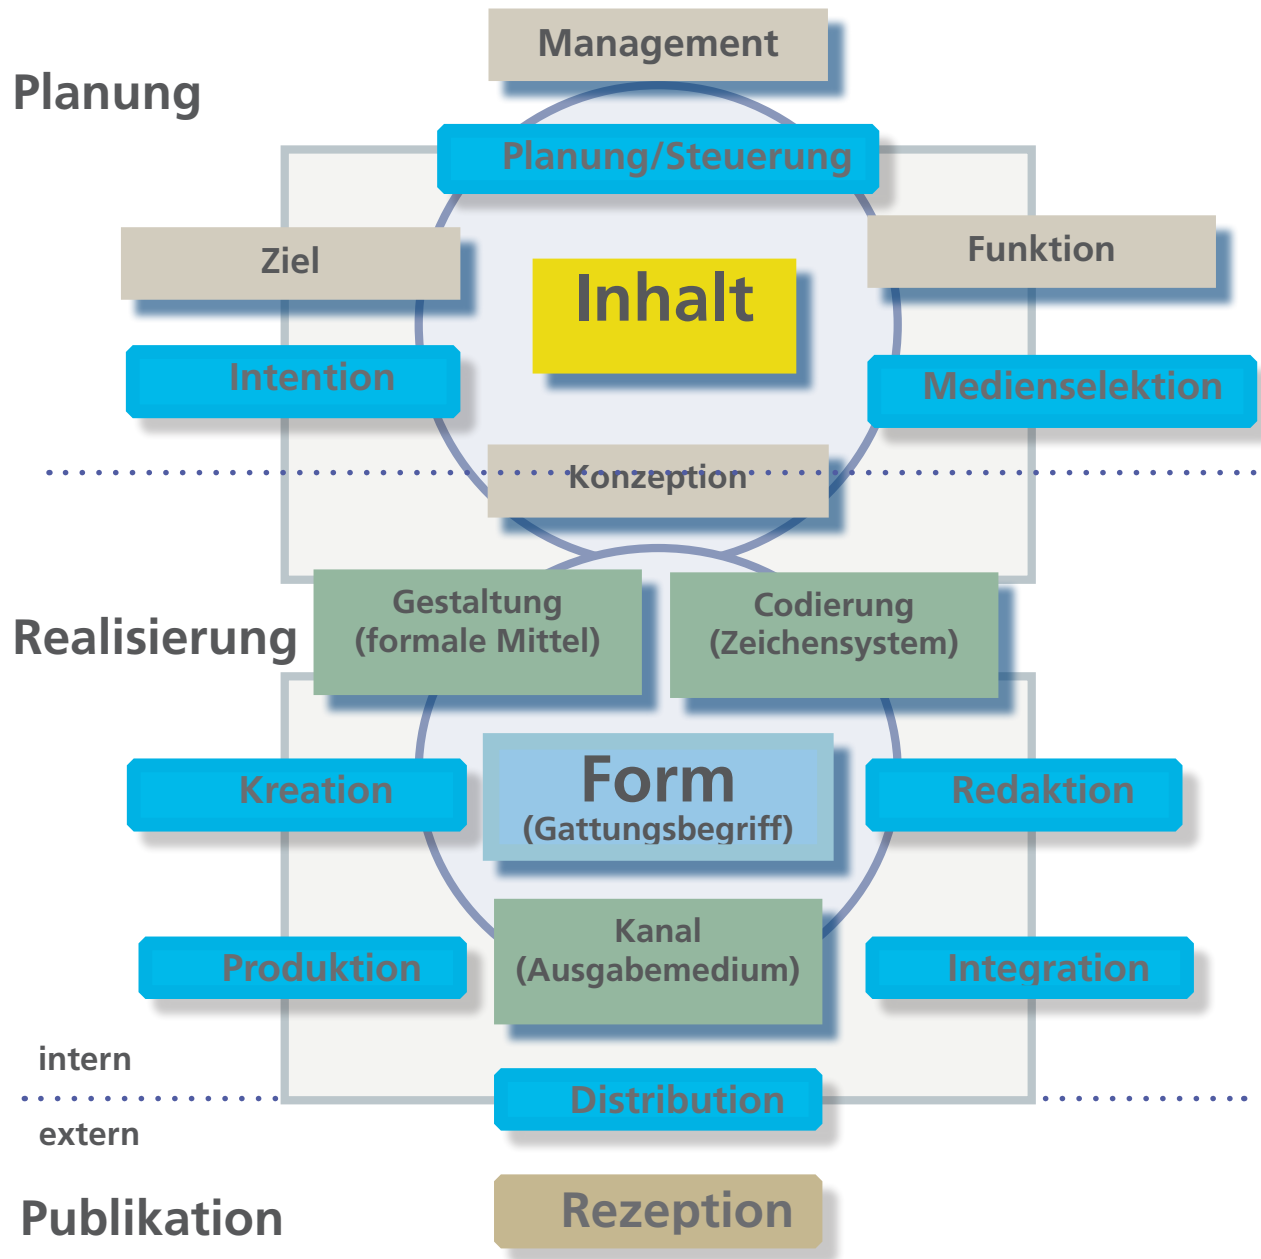 Management
Planung
Planung/Steuerung
Ziel
Funktion
Inhalt
Intention
Medienselektion
Konzeption
Gestaltung
(formale Mittel)
Codierung
(Zeichensystem)
Realisierung
Form
(Gattungsbegriff)
Kreation
Redaktion
Kanal
(Ausgabemedium)
Produktion
Integration
intern
Distribution
extern
Rezeption
Publikation